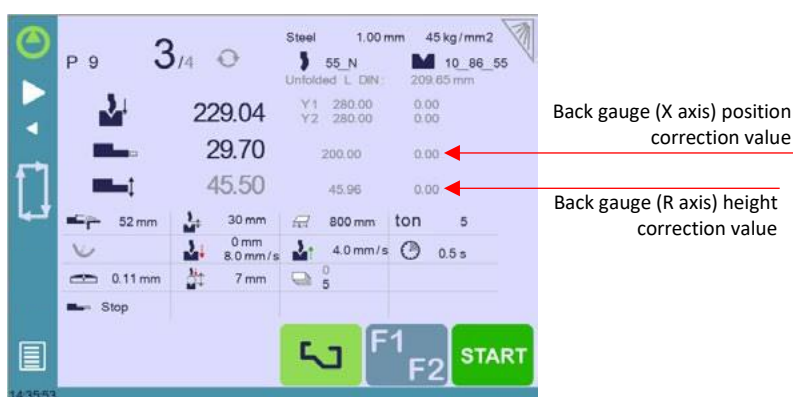 Steel 1.00 mm 45 kg/mm2
P 9 3/4 55_N 10_86_55
Unfolded L DIN: 209.65 mm
229.04 Y1 280.00 0.00
Y2 280.00 0.00
Back gauge (X axis) position
correction value
29.70 200.00 0.00
45.50 45.96 0.00
Back gauge (R axis) height
correction value
52 mm 30 mm 800 mm ton 5
0 mm
8.0 mm/s 4.0 mm/s 0.5 s
0.11 mm 7 mm 0
5
Stop
F1
F2
START
14:35:53